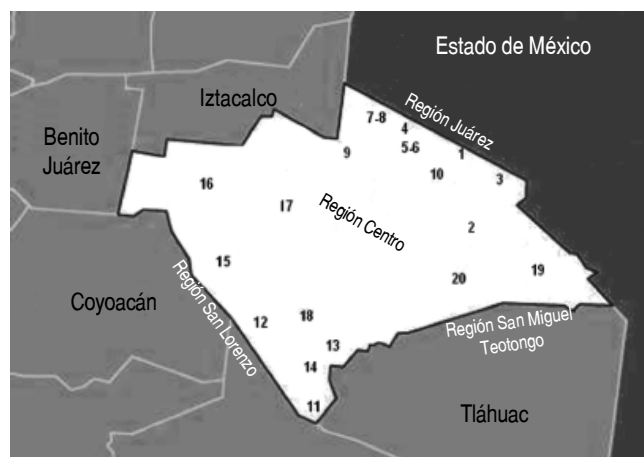 Estado de México
Iztacalco
Región Juárez
7-8
4
Benito
Juárez
9
5-6
1
10
3
16
17
Región Centro
2
15
20
19
Coyoacán
Región San Lorenzo
12
18
Región San Miguel
Teotongo
13
14
11
Tláhuac